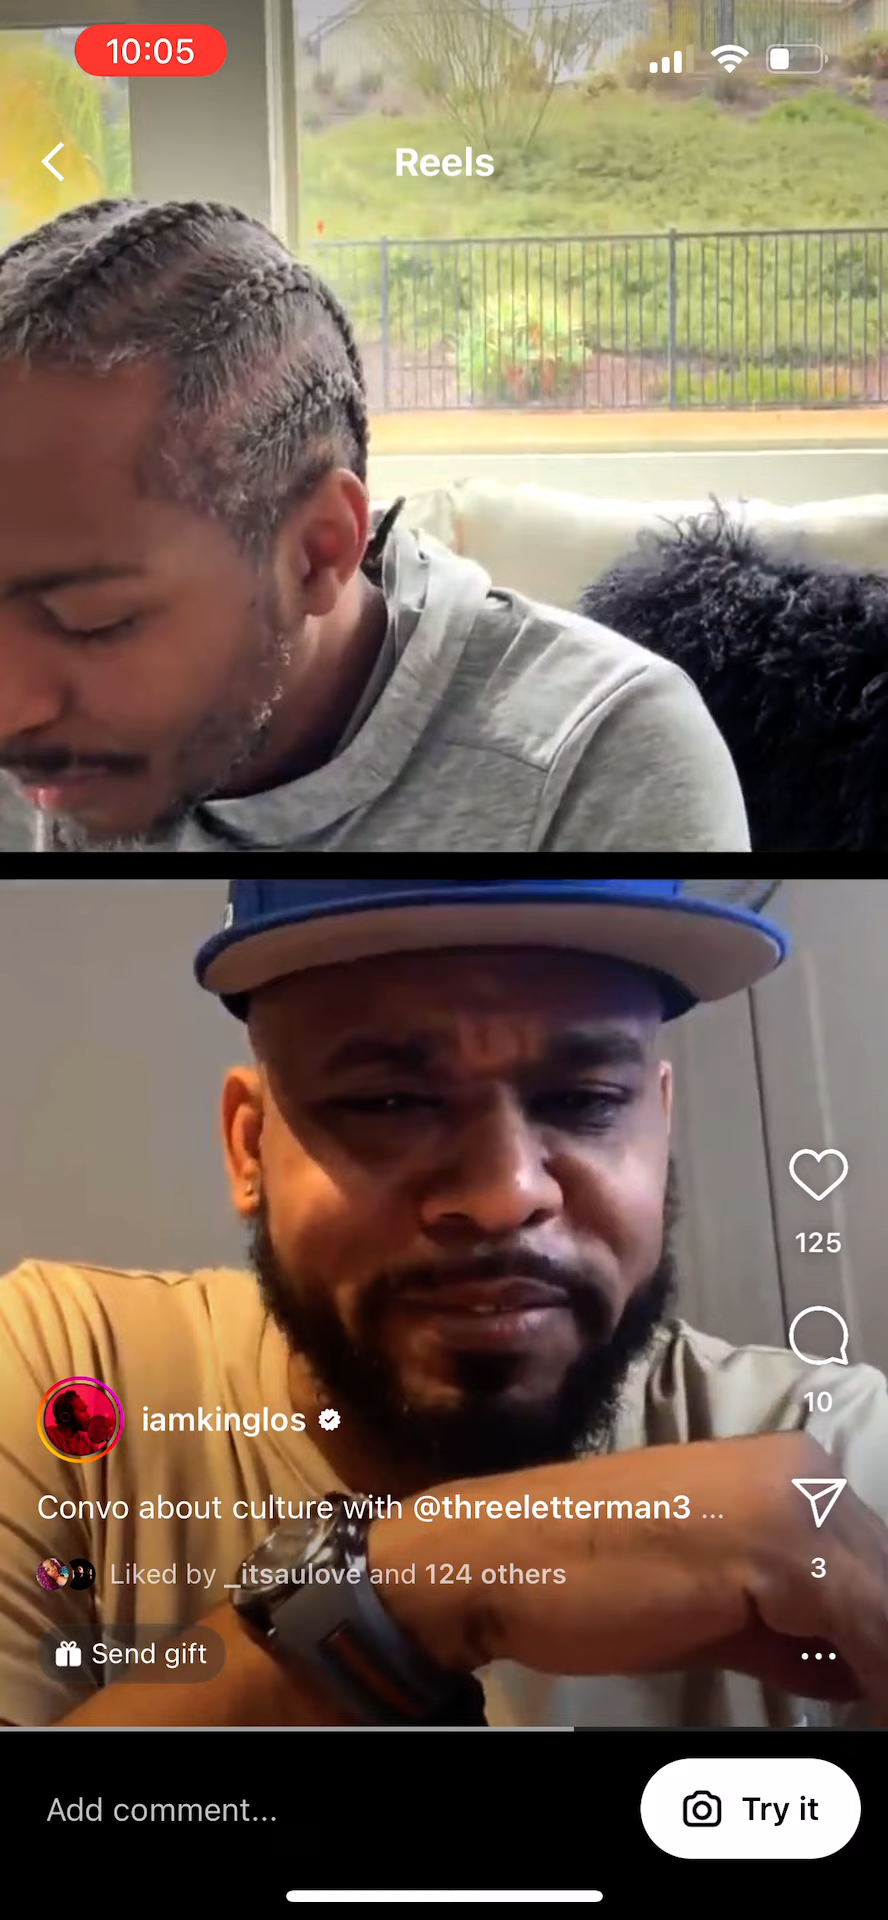 10:05
Reels
125
10
iamkinglos
Convo about culture with @threeletterman3 ...
3
Liked by _itsaulove and 124 others
Send gift
Add comment...
Try it